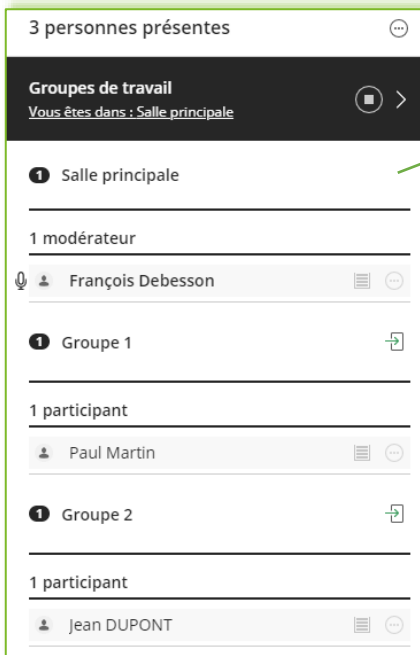 3 personnes présentes
Groupes de travail
Vous êtes dans : Salle principale
1 Salle principale
1 modérateur
François Debesson
1 Groupe 1
1 participant
Paul Martin
1 Groupe 2
1 participant
Jean DUPONT